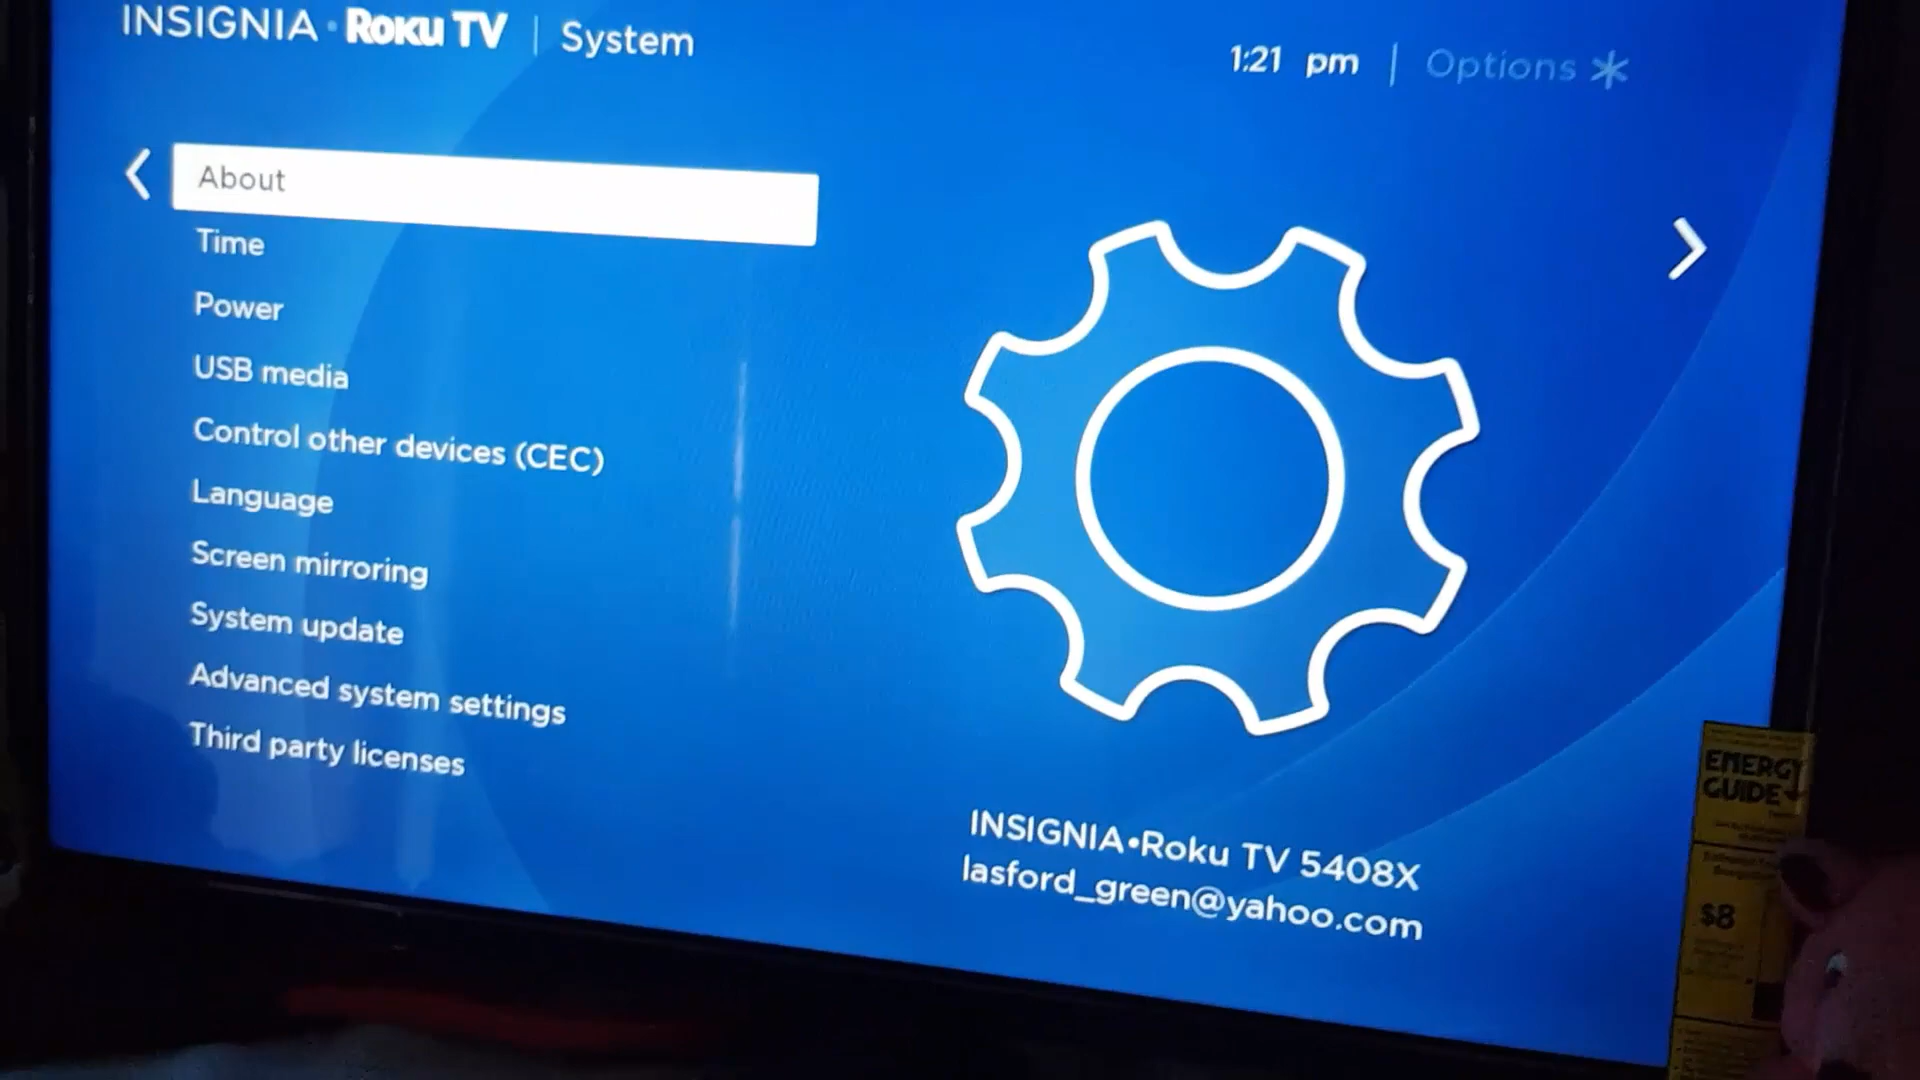 INSIGNIA • Roku TV | System
1:21 pm | Options
About
Time
Power
USB media
Control other devices (CEC)
Language
Screen mirroring
System update
Advanced system settings
Third party licenses
INSIGNIA•Roku TV 5408X
lasford_green@yahoo.com
ENERGY
GUIDE
$8